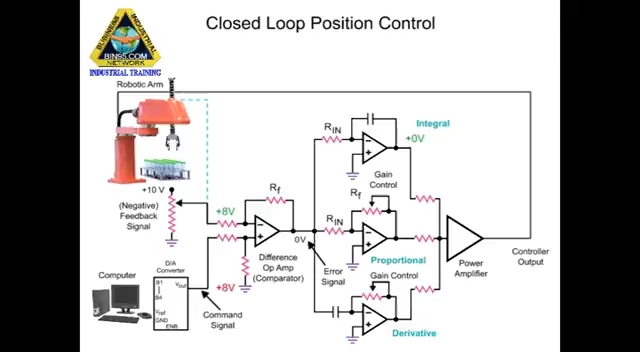 Closed Loop Position Control
BUSINESS INDUSTRIAL
BIN95.COM
NETWORK
INDUSTRIAL TRAINING
Robotic Arm
+10 V
(Negative)
Feedback
Signal
+8V
Rf
Difference
Op Amp
(Comparator)
0V
Error
Signal
RIN
Integral
+0V
Gain
Control
Rf
RIN
Proportional
Gain Control
Derivative
Power
Amplifier
Controller
Output
Computer
D/A
Converter
B1
B4
Vout
Vref
GND
ENB
+8V
Command
Signal